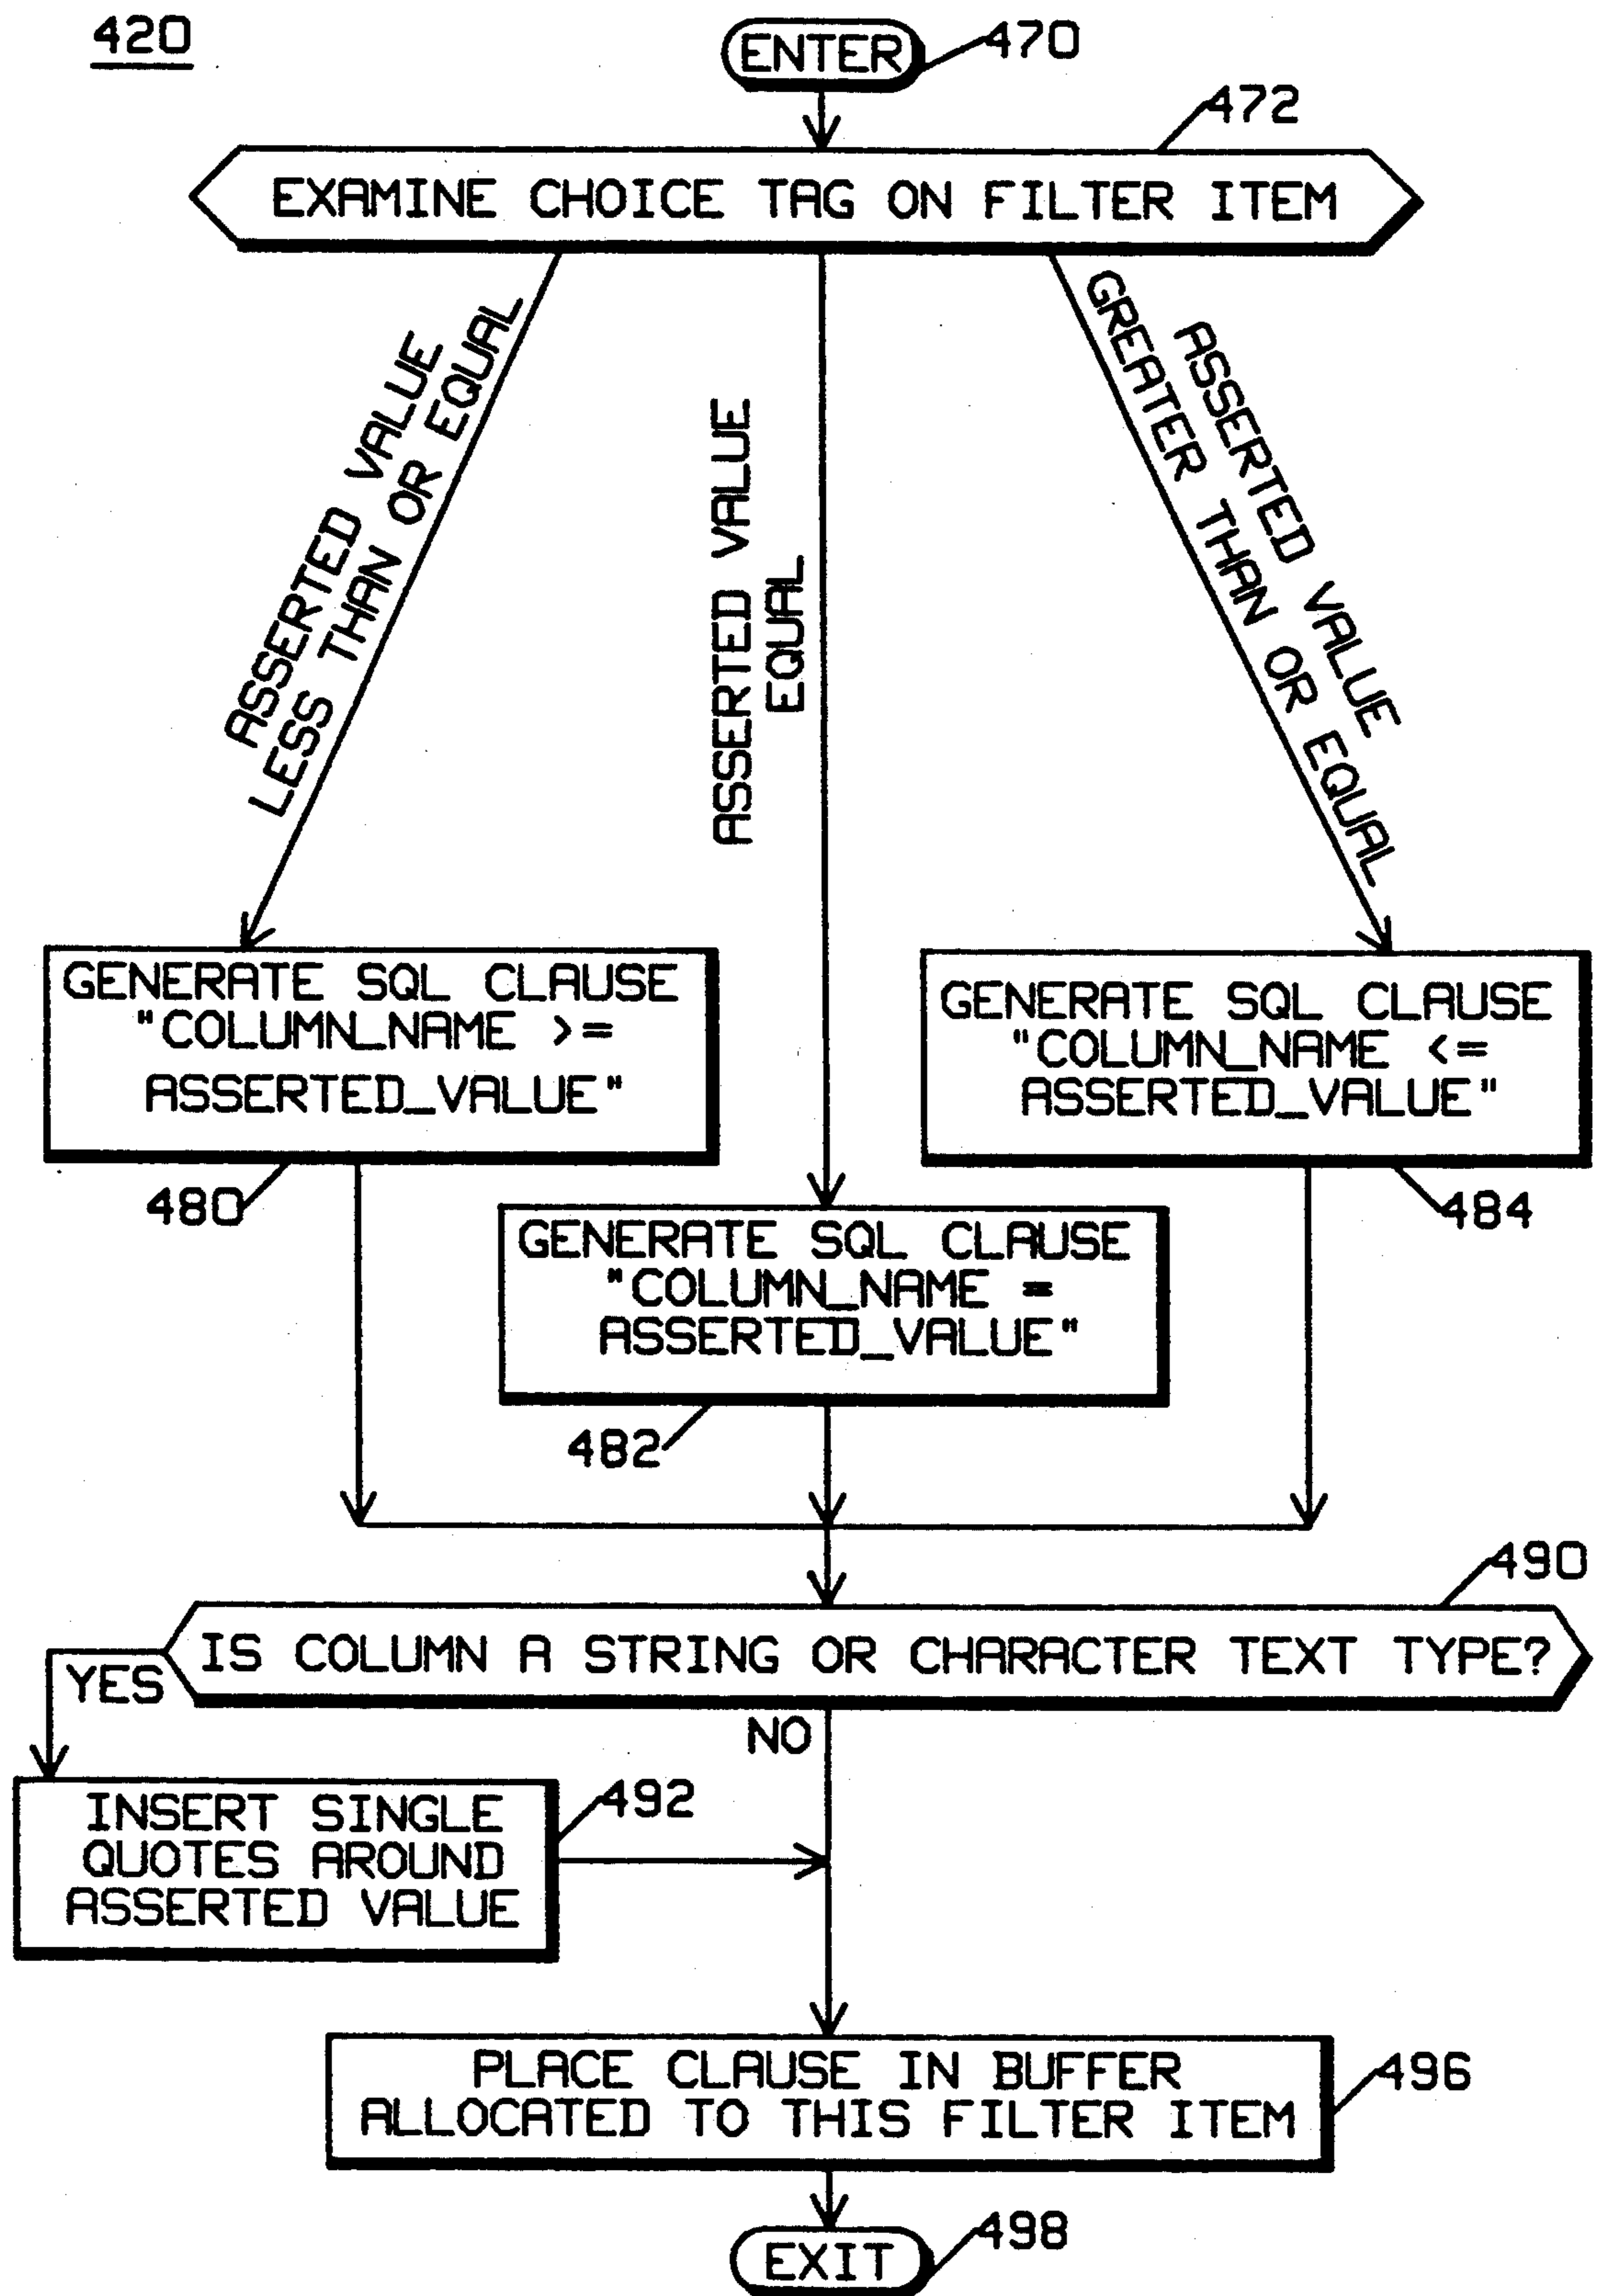 420
ENTER
470
472
EXAMINE CHOICE TAG ON FILTER ITEM
ASSERTED VALUE
LESS THAN OR EQUAL
ASSERTED VALUE
EQUAL
ASSERTED VALUE
GREATER THAN OR EQUAL
GENERATE SQL CLAUSE
"COLUMN_NAME >=
ASSERTED_VALUE"
480
GENERATE SQL CLAUSE
"COLUMN_NAME =
ASSERTED_VALUE"
482
GENERATE SQL CLAUSE
"COLUMN_NAME <=
ASSERTED_VALUE"
484
490
IS COLUMN A STRING OR CHARACTER TEXT TYPE?
YES
NO
INSERT SINGLE
QUOTES AROUND
ASSERTED VALUE
492
PLACE CLAUSE IN BUFFER
ALLOCATED TO THIS FILTER ITEM
496
EXIT
498